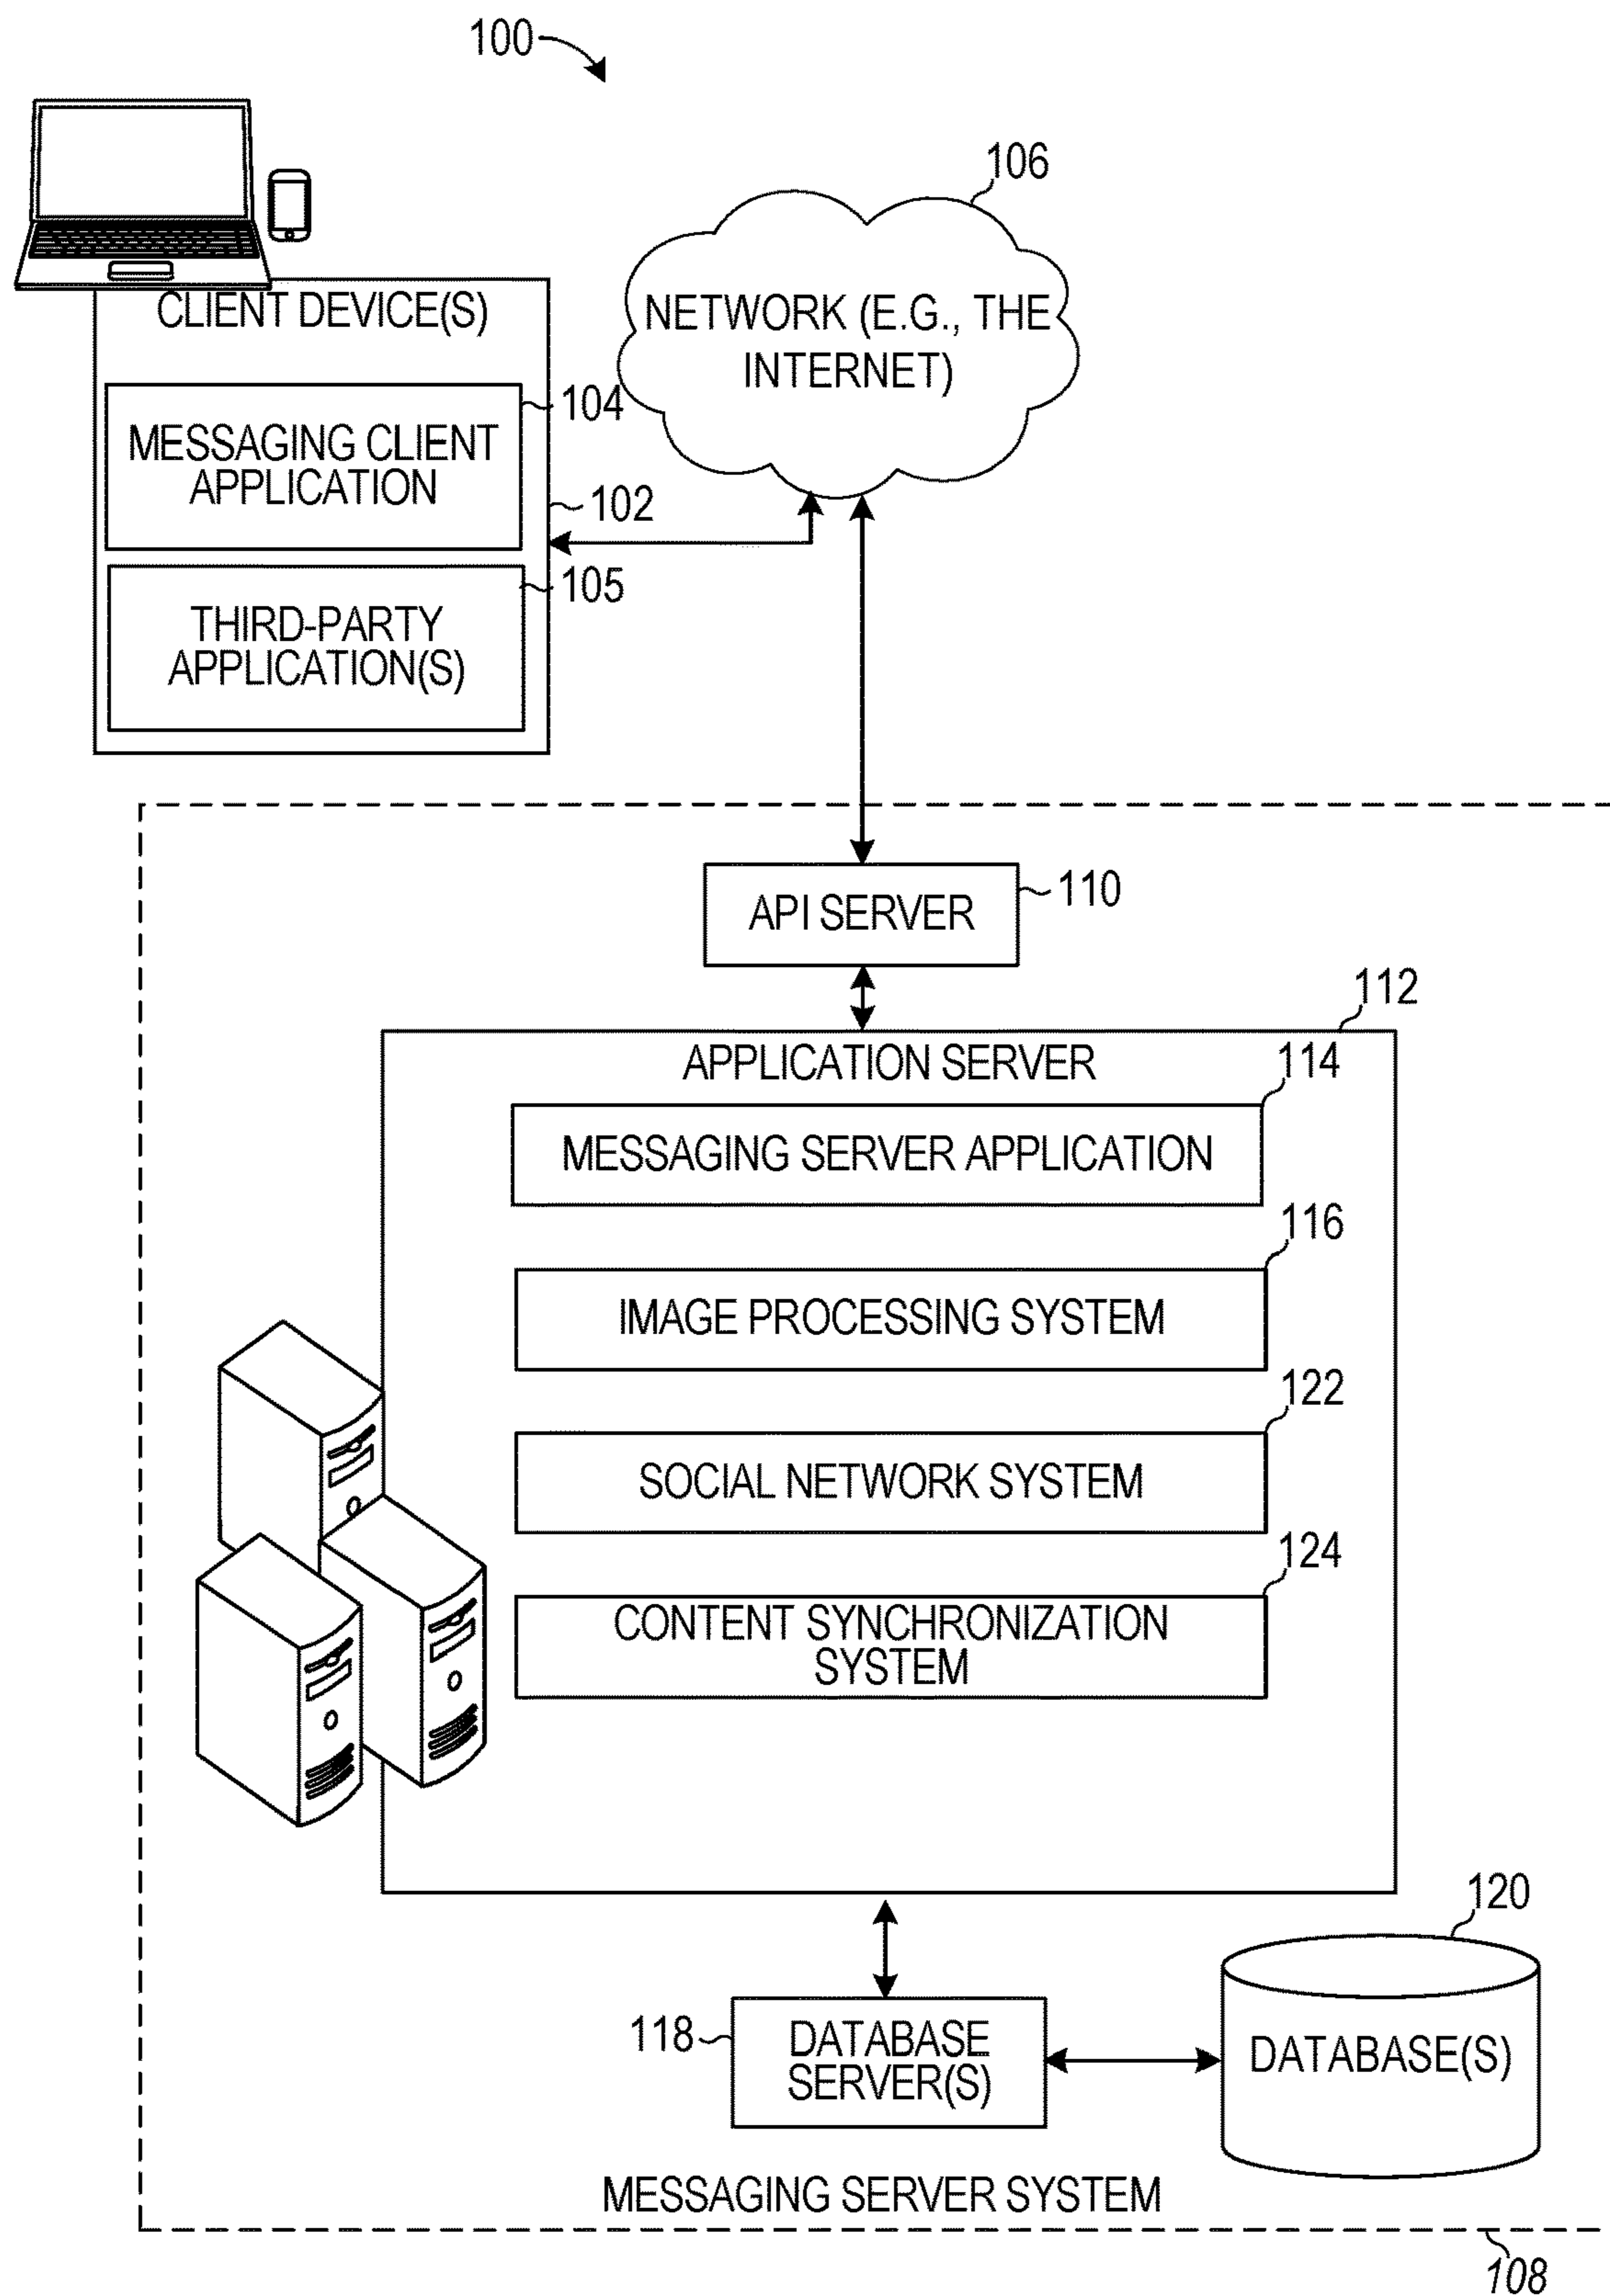 100
106
CLIENT DEVICE(S)
NETWORK (E.G., THE
INTERNET)
104
MESSAGING CLIENT
APPLICATION
102
105
THIRD-PARTY
APPLICATION(S)
110
API SERVER
112
APPLICATION SERVER
114
MESSAGING SERVER APPLICATION
116
IMAGE PROCESSING SYSTEM
122
SOCIAL NETWORK SYSTEM
124
CONTENT SYNCHRONIZATION
SYSTEM
120
118
DATABASE
SERVER(S)
DATABASE(S)
MESSAGING SERVER SYSTEM
108